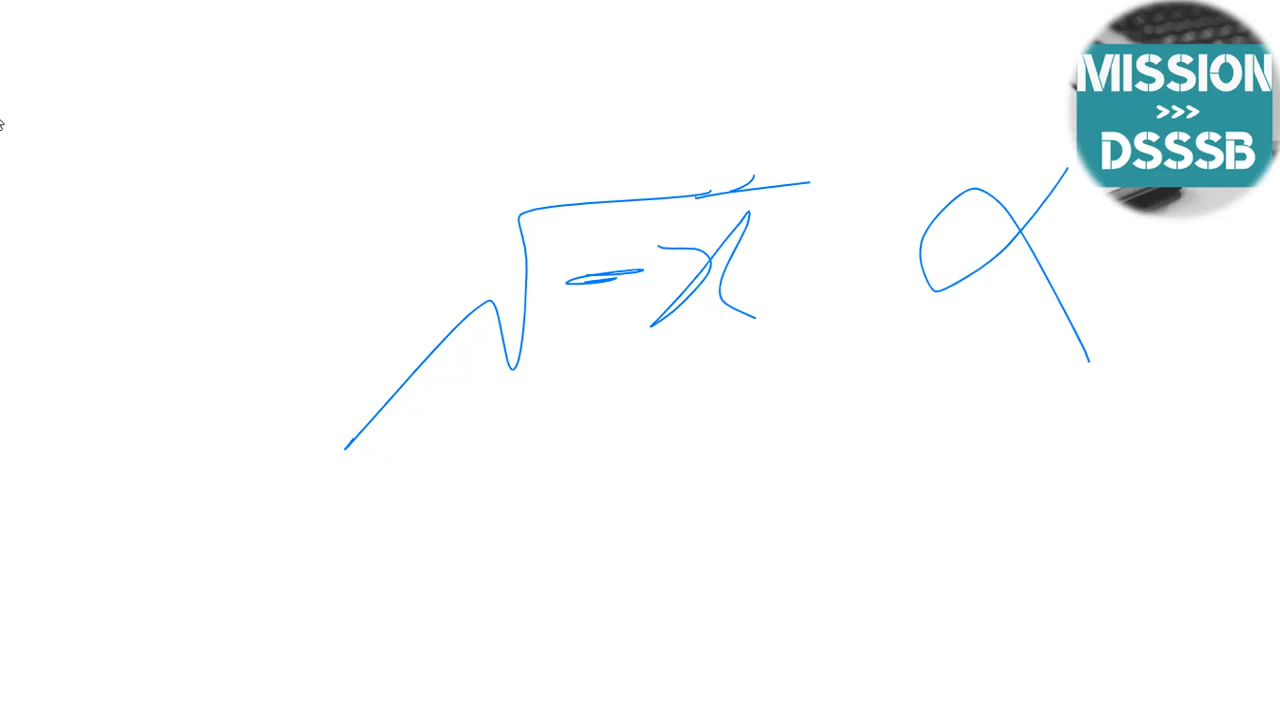 √-x α
MISSION
>>>
DSSSB